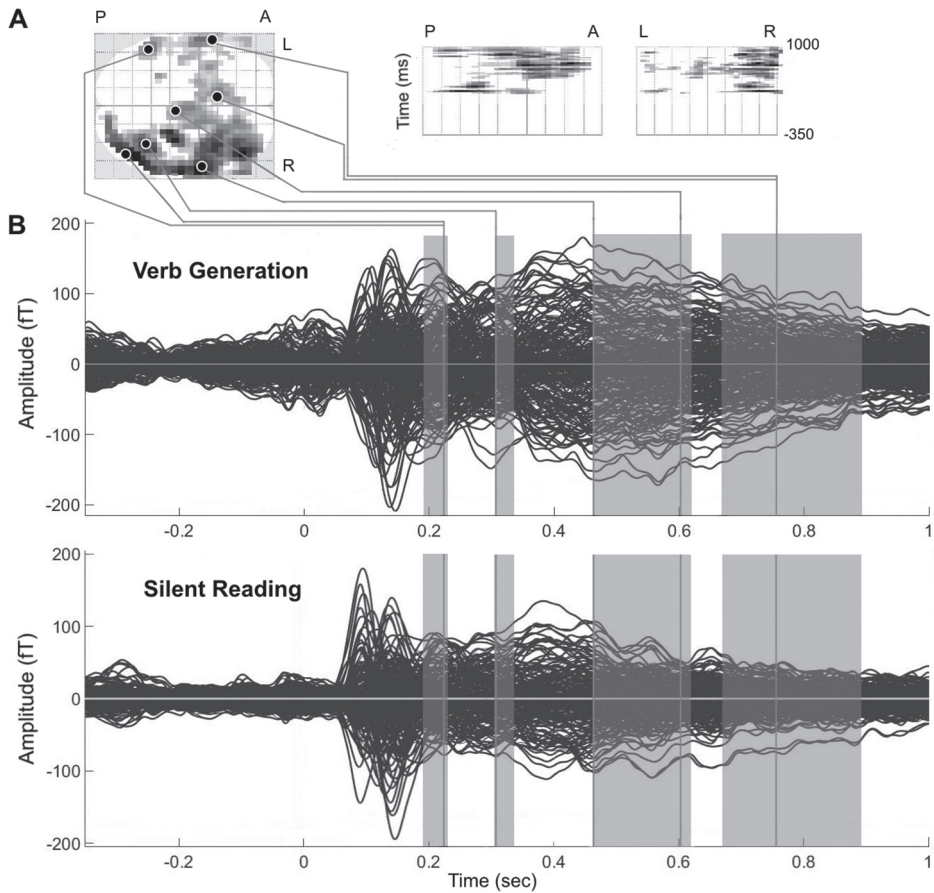 A
P A
L
R
P A
Time (ms)
L R
1000
-350
B
Verb Generation
Amplitude (fT)
200
100
0
-100
-200
-0.2 0 0.2 0.4 0.6 0.8 1
Silent Reading
Amplitude (fT)
200
100
0
-100
-200
-0.2 0 0.2 0.4 0.6 0.8 1
Time (sec)